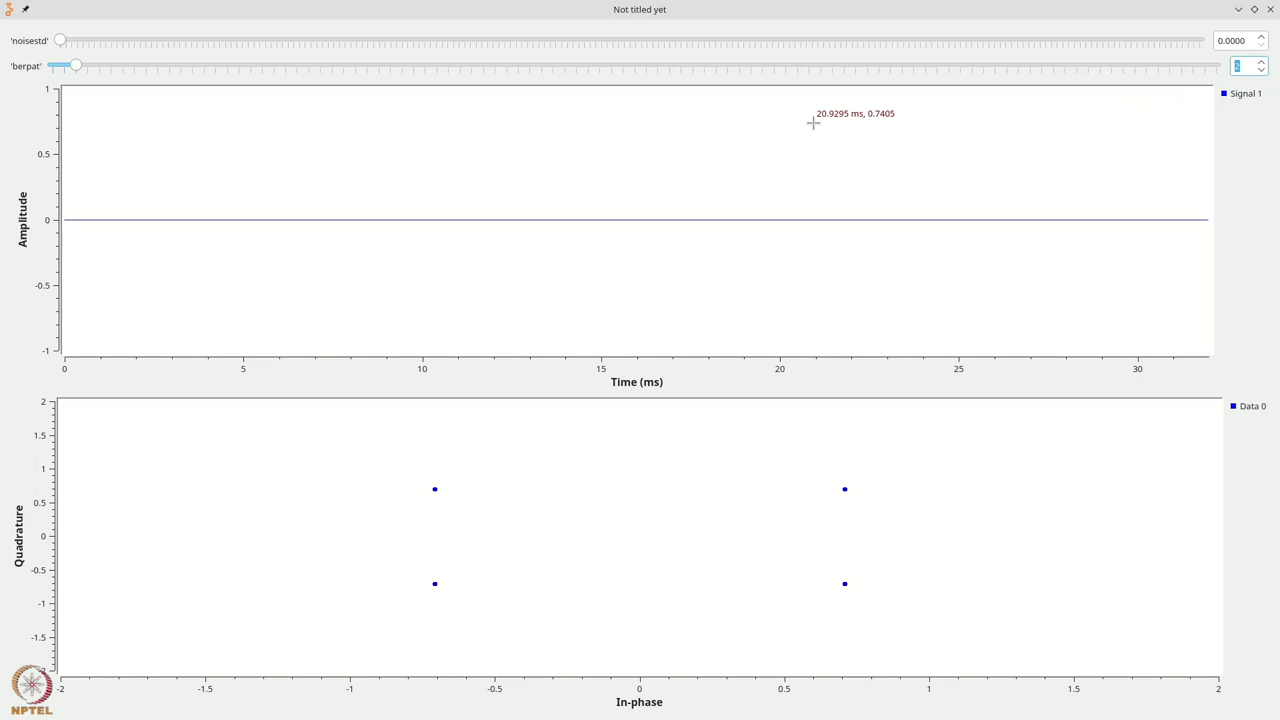 Not titled yet
'noisestd'
0.0000
'berpat'
2
1
0.5
0
-0.5
-1
Amplitude
20.9295 ms, 0.7405
Signal 1
0 5 10 15 20 25 30
Time (ms)
2
1.5
1
0.5
0
-0.5
-1
-1.5
-2
Quadrature
Data 0
-2 -1.5 -1 -0.5 0 0.5 1 1.5 2
In-phase
NPTEL